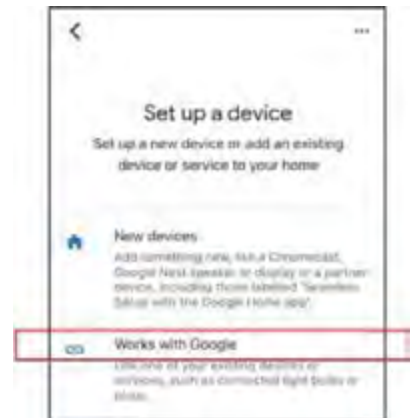 Set up a device
Set up a new device or add an existing
device or service to your home
New devices
Add something new, like a Chromecast,
Google Nest speaker or display or a partner
device, including those labelled "Seamless
Setup with the Google Home app".
Works with Google
Link one of your existing devices or
services, such as connected light bulbs or